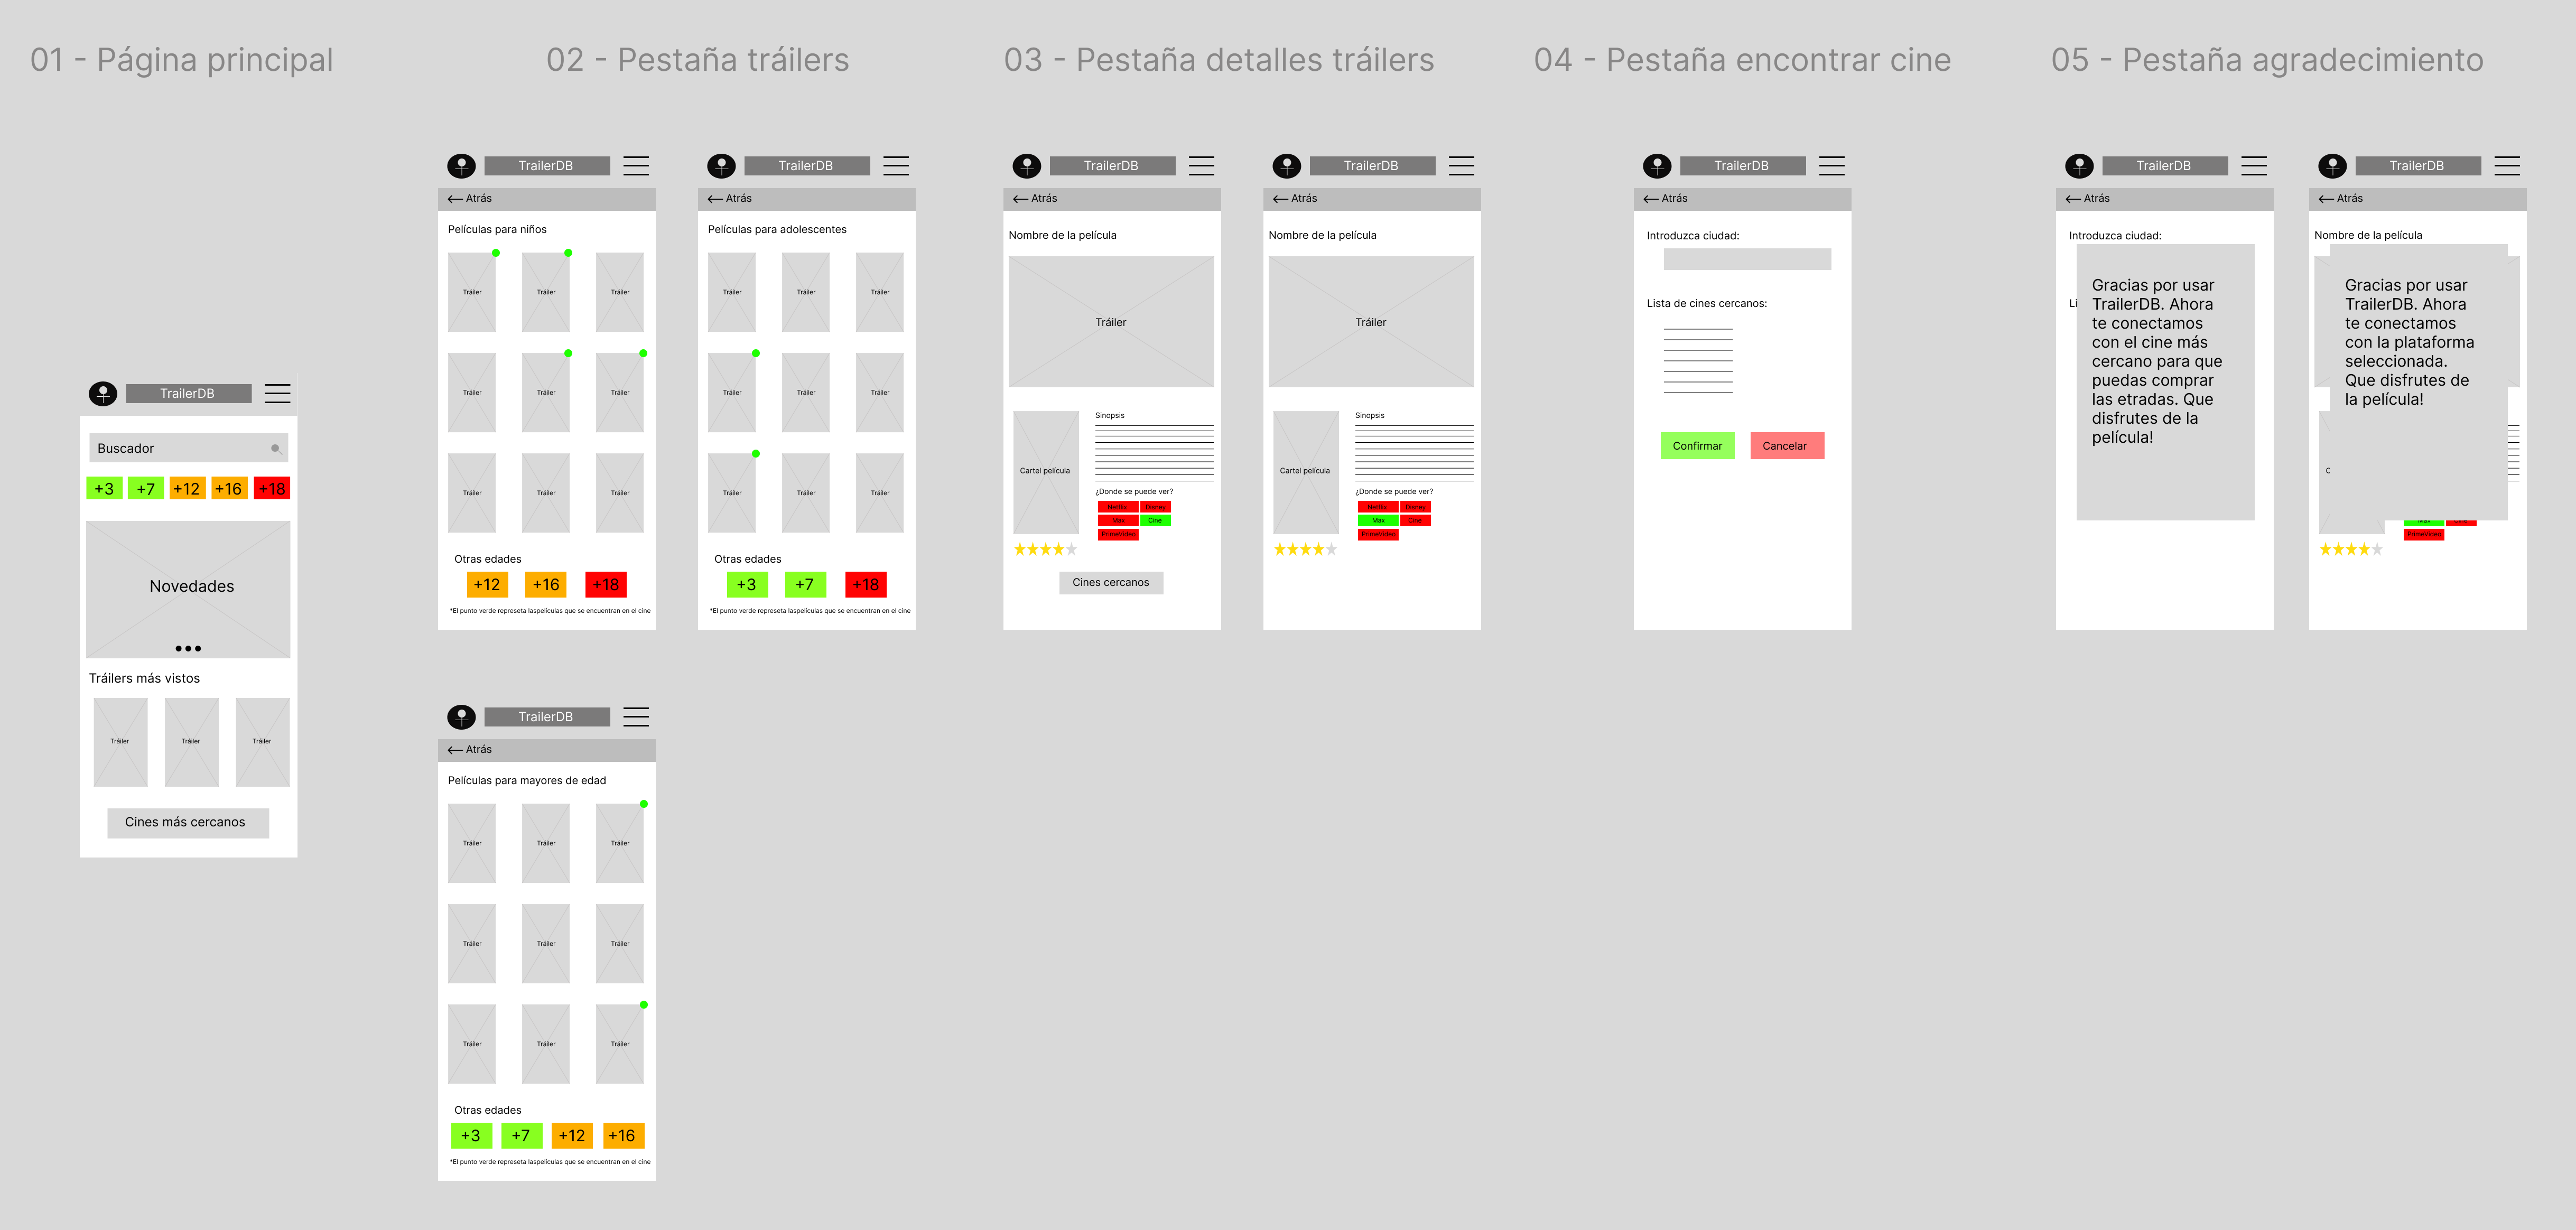 01 - Página principal
02 - Pestaña tráilers
03 - Pestaña detalles tráilers
04 - Pestaña encontrar cine
05 - Pestaña agradecimiento
TrailerDB
Buscador
+3 +7 +12 +16 +18
Novedades
Tráilers más vistos
Tráiler Tráiler Tráiler
Cines más cercanos
TrailerDB
Atrás
Películas para niños
Tráiler Tráiler Tráiler
Tráiler Tráiler Tráiler
Tráiler Tráiler Tráiler
Otras edades
+12 +16 +18
*El punto verde represeta laspelículas que se encuentran en el cine
TrailerDB
Atrás
Películas para adolescentes
Tráiler Tráiler Tráiler
Tráiler Tráiler Tráiler
Tráiler Tráiler Tráiler
Otras edades
+3 +7 +18
*El punto verde represeta laspelículas que se encuentran en el cine
TrailerDB
Atrás
Películas para mayores de edad
Tráiler Tráiler Tráiler
Tráiler Tráiler Tráiler
Tráiler Tráiler Tráiler
Otras edades
+3 +7 +12 +16
*El punto verde represeta laspelículas que se encuentran en el cine
TrailerDB
Atrás
Nombre de la película
Tráiler
Cartel película
Sinopsis
¿Donde se puede ver?
Netflix Disney
Max Cine
PrimeVideo
Cines cercanos
TrailerDB
Atrás
Nombre de la película
Tráiler
Cartel película
Sinopsis
¿Donde se puede ver?
Netflix Disney
Max Cine
PrimeVideo
TrailerDB
Atrás
Introduzca ciudad:
Lista de cines cercanos:
Confirmar Cancelar
TrailerDB
Atrás
Introduzca ciudad:
Li
Gracias por usar
TrailerDB. Ahora
te conectamos
con el cine más
cercano para que
puedas comprar
las etradas. Que
disfrutes de la
película!
TrailerDB
Atrás
Nombre de la película
Gracias por usar
TrailerDB. Ahora
te conectamos
con la plataforma
seleccionada.
Que disfrutes de
la película!
C
Max Cine
PrimeVideo